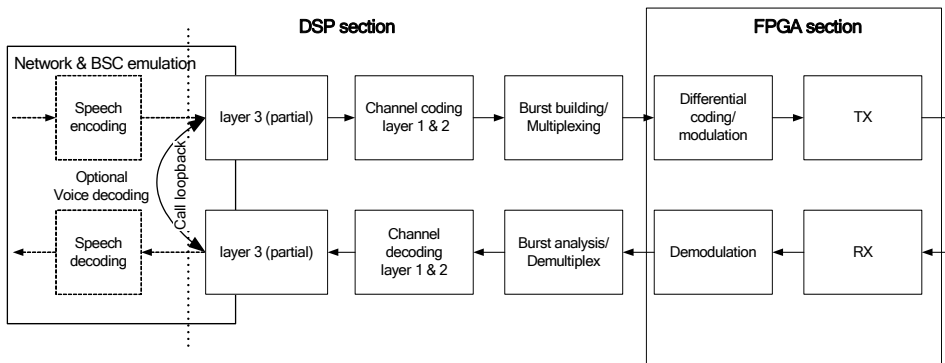 DSP section
FPGA section
Network & BSC emulation
Speech
encoding
layer 3 (partial)
Channel coding
layer 1 & 2
Burst building/
Multiplexing
Differential
coding/
modulation
TX
Optional
Voice decoding
Call loopback
Speech
decoding
layer 3 (partial)
Channel
decoding
layer 1 & 2
Burst analysis/
Demultiplex
Demodulation
RX